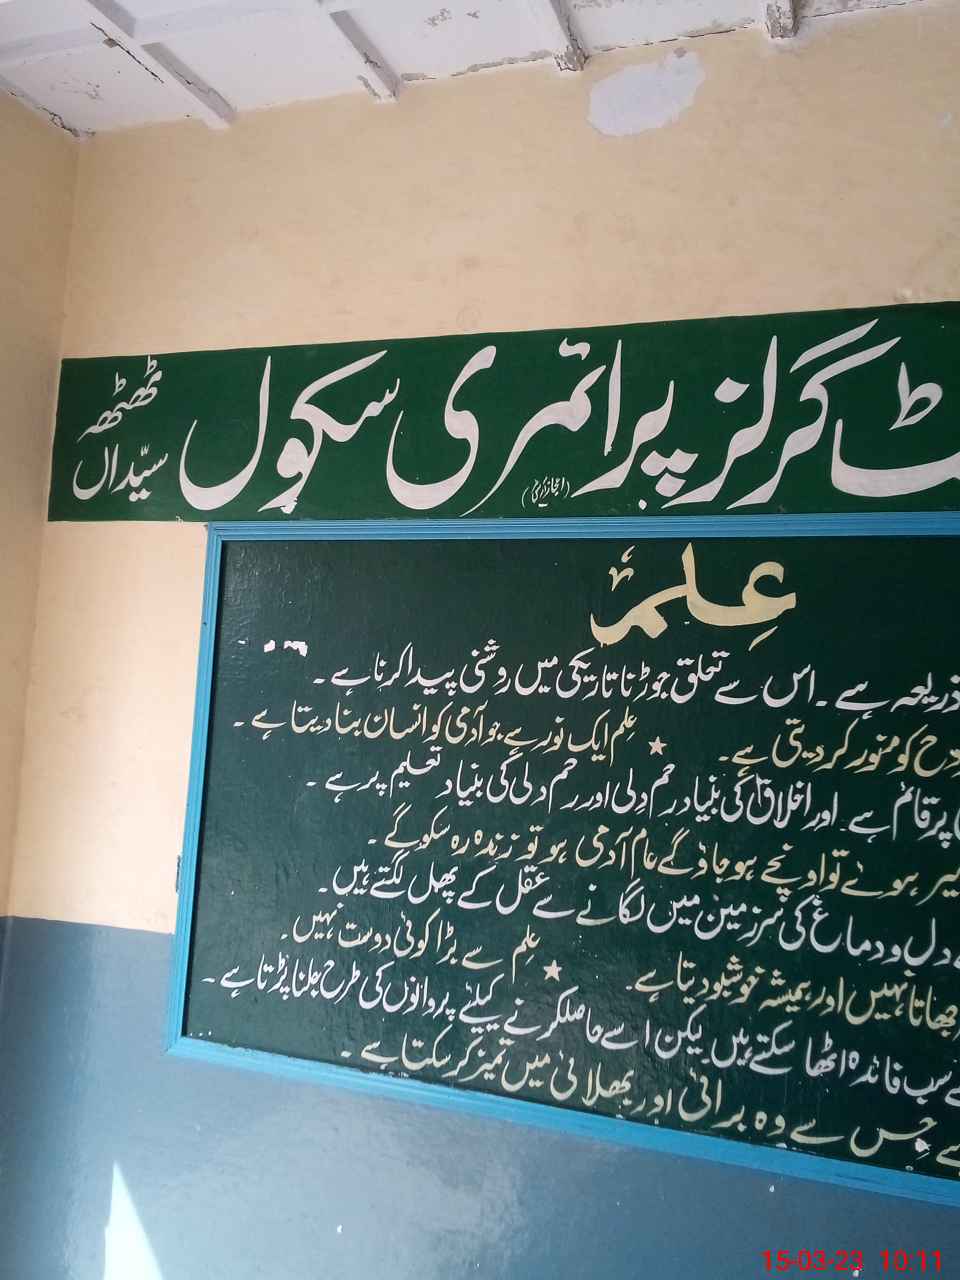 ٹا گرلز پرائمری سکول ٹھٹھہ سیّداں
علم
ذریعہ ہے ۔ اس سے تعلق جوڑنا تاریکی میں روشنی پیدا کرنا ہے ۔
روح کو منور کر دیتی ہے۔ ★ علم ایک نور ہے جو آدمی کو انسان بنا دیتا ہے ۔
پر قائم ہے ۔ اور اخلاق کی بنیاد رحم دلی اور رحم دلی کی بنیاد تعلیم پر ہے ۔
ہوئے تو اونچے ہو جاؤ گے عام آدمی ہو تو زندہ رہ سکو گے ۔
دل و دماغ کی سرزمین میں لگانے سے عقل کے پھل لگتے ہیں ۔
نہیں اور ہمیشہ خوشبو دیتا ہے۔ ★ علم سے بڑا کوئی دوست نہیں ۔
سب فائدہ اٹھا سکتے ہیں لیکن اسے حاصل کرنے کیلئے پروانوں کی طرح جلنا پڑتا ہے ۔
ہے جس سے وہ برائی اور بھلائی میں تمیز کر سکتا ہے ۔
15-03-23 10:11